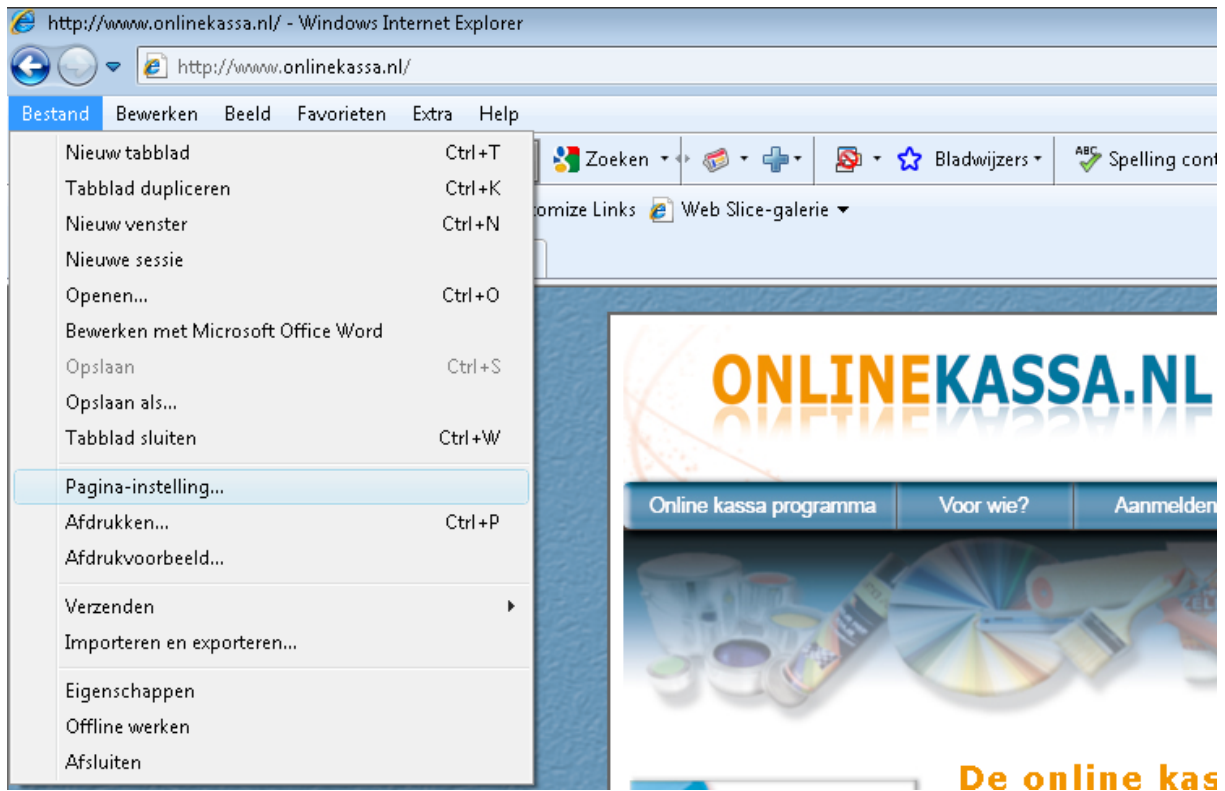 http://www.onlinekassa.nl/ - Windows Internet Explorer
http://www.onlinekassa.nl/
Bestand Bewerken Beeld Favorieten Extra Help
Zoeken Bladwijzers ABC Spelling cont
omize Links Web Slice-galerie
Nieuw tabblad Ctrl+T
Tabblad dupliceren Ctrl+K
Nieuw venster Ctrl+N
Nieuwe sessie
Openen... Ctrl+O
Bewerken met Microsoft Office Word
Opslaan Ctrl+S
Opslaan als...
Tabblad sluiten Ctrl+W
Pagina-instelling...
Afdrukken... Ctrl+P
Afdrukvoorbeeld...
Verzenden
Importeren en exporteren...
Eigenschappen
Offline werken
Afsluiten
ONLINEKASSA.NL
Online kassa programma Voor wie? Aanmelden
De online kas